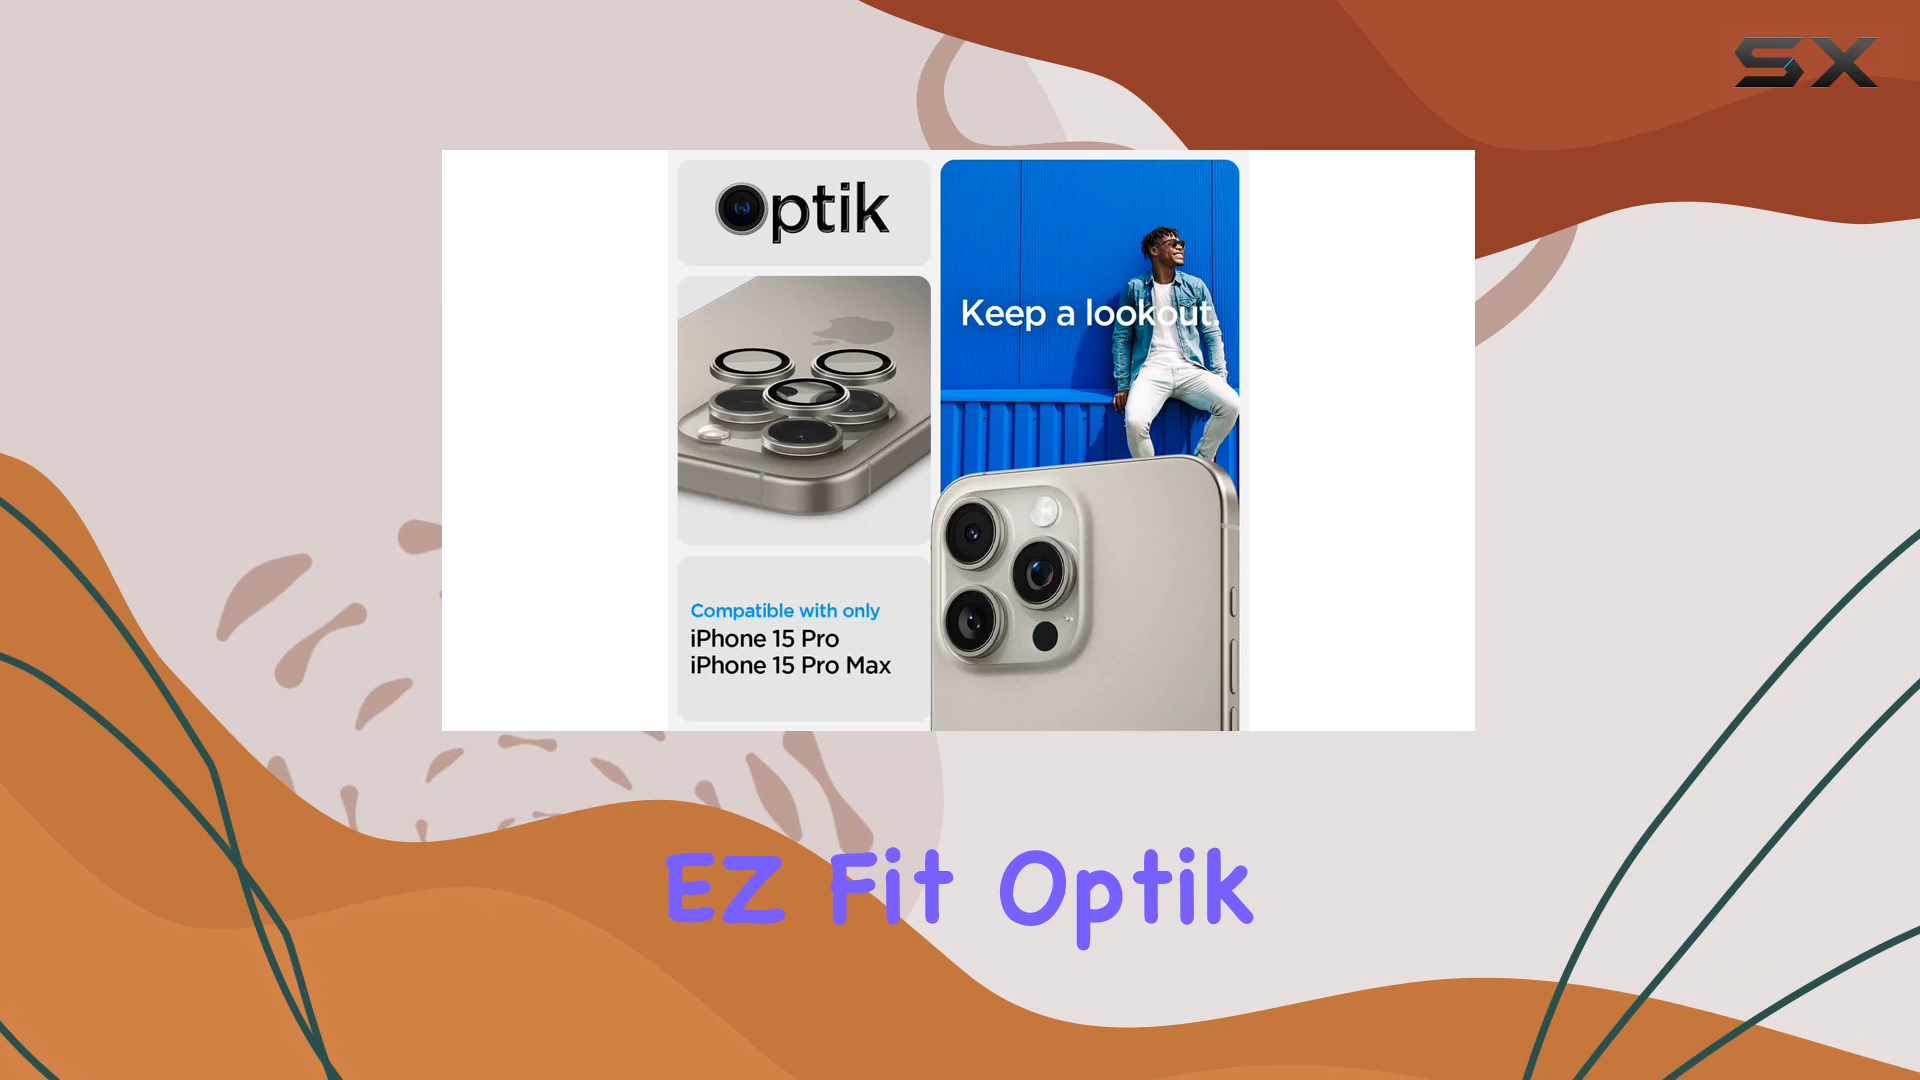 SX
Optik
Keep a lookout.
Compatible with only
iPhone 15 Pro
iPhone 15 Pro Max
EZ Fit Optik